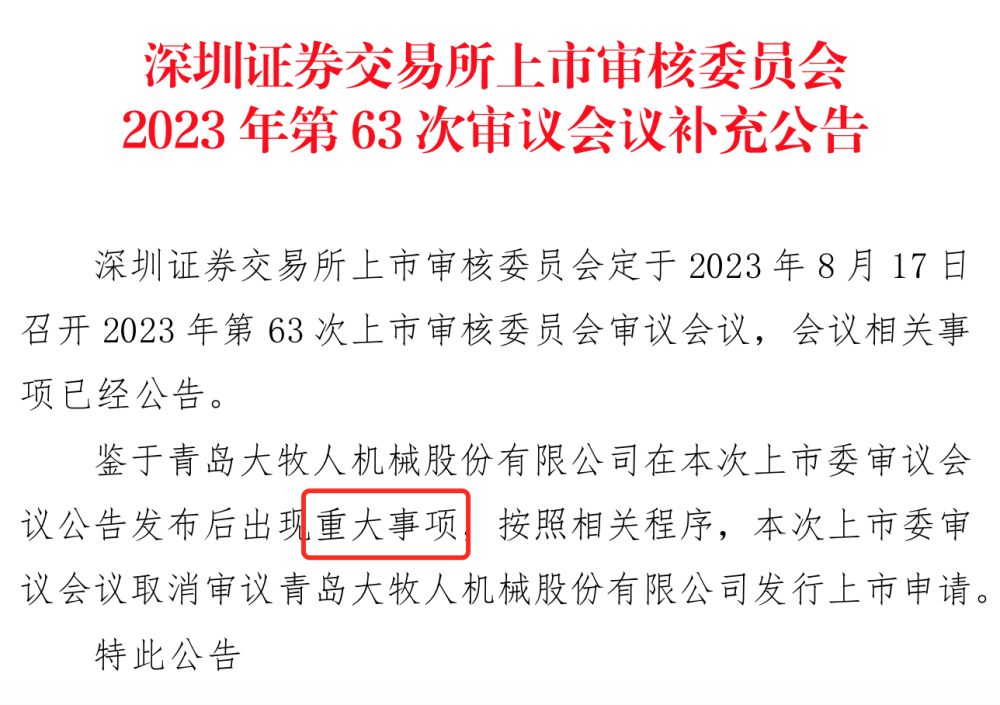 深圳证券交易所上市审核委员会
2023 年第 63 次审议会议补充公告
深圳证券交易所上市审核委员会定于 2023 年 8 月 17 日
召开 2023 年第 63 次上市审核委员会审议会议，会议相关事
项已经公告。
鉴于青岛大牧人机械股份有限公司在本次上市委审议会
议公告发布后出现重大事项，按照相关程序，本次上市委审
议会议取消审议青岛大牧人机械股份有限公司发行上市申请。
特此公告